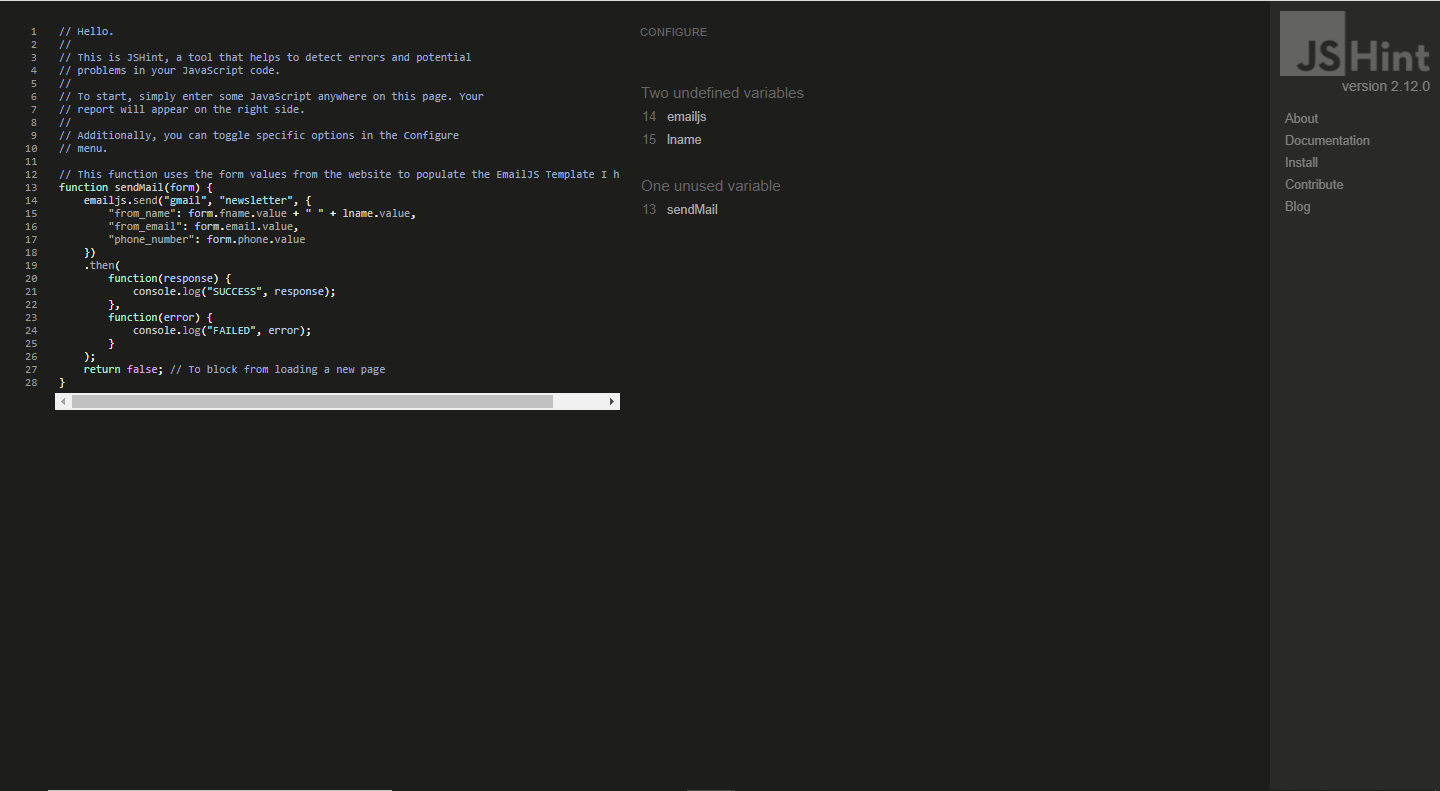 1 // Hello.
2 //
3 // This is JSHint, a tool that helps to detect errors and potential
4 // problems in your JavaScript code.
5 //
6 // To start, simply enter some JavaScript anywhere on this page. Your
7 // report will appear on the right side.
8 //
9 // Additionally, you can toggle specific options in the Configure
10 // menu.
11
12 // This function uses the form values from the website to populate the EmailJS Template I h
13 function sendMail(form) {
14     emailjs.send("gmail", "newsletter", {
15         "from_name": form.fname.value + " " + lname.value,
16         "from_email": form.email.value,
17         "phone_number": form.phone.value
18     })
19     .then(
20         function(response) {
21             console.log("SUCCESS", response);
22         },
23         function(error) {
24             console.log("FAILED", error);
25         }
26     );
27     return false; // To block from loading a new page
28 }
CONFIGURE
Two undefined variables
14 emailjs
15 lname
One unused variable
13 sendMail
JSHint
version 2.12.0
About
Documentation
Install
Contribute
Blog